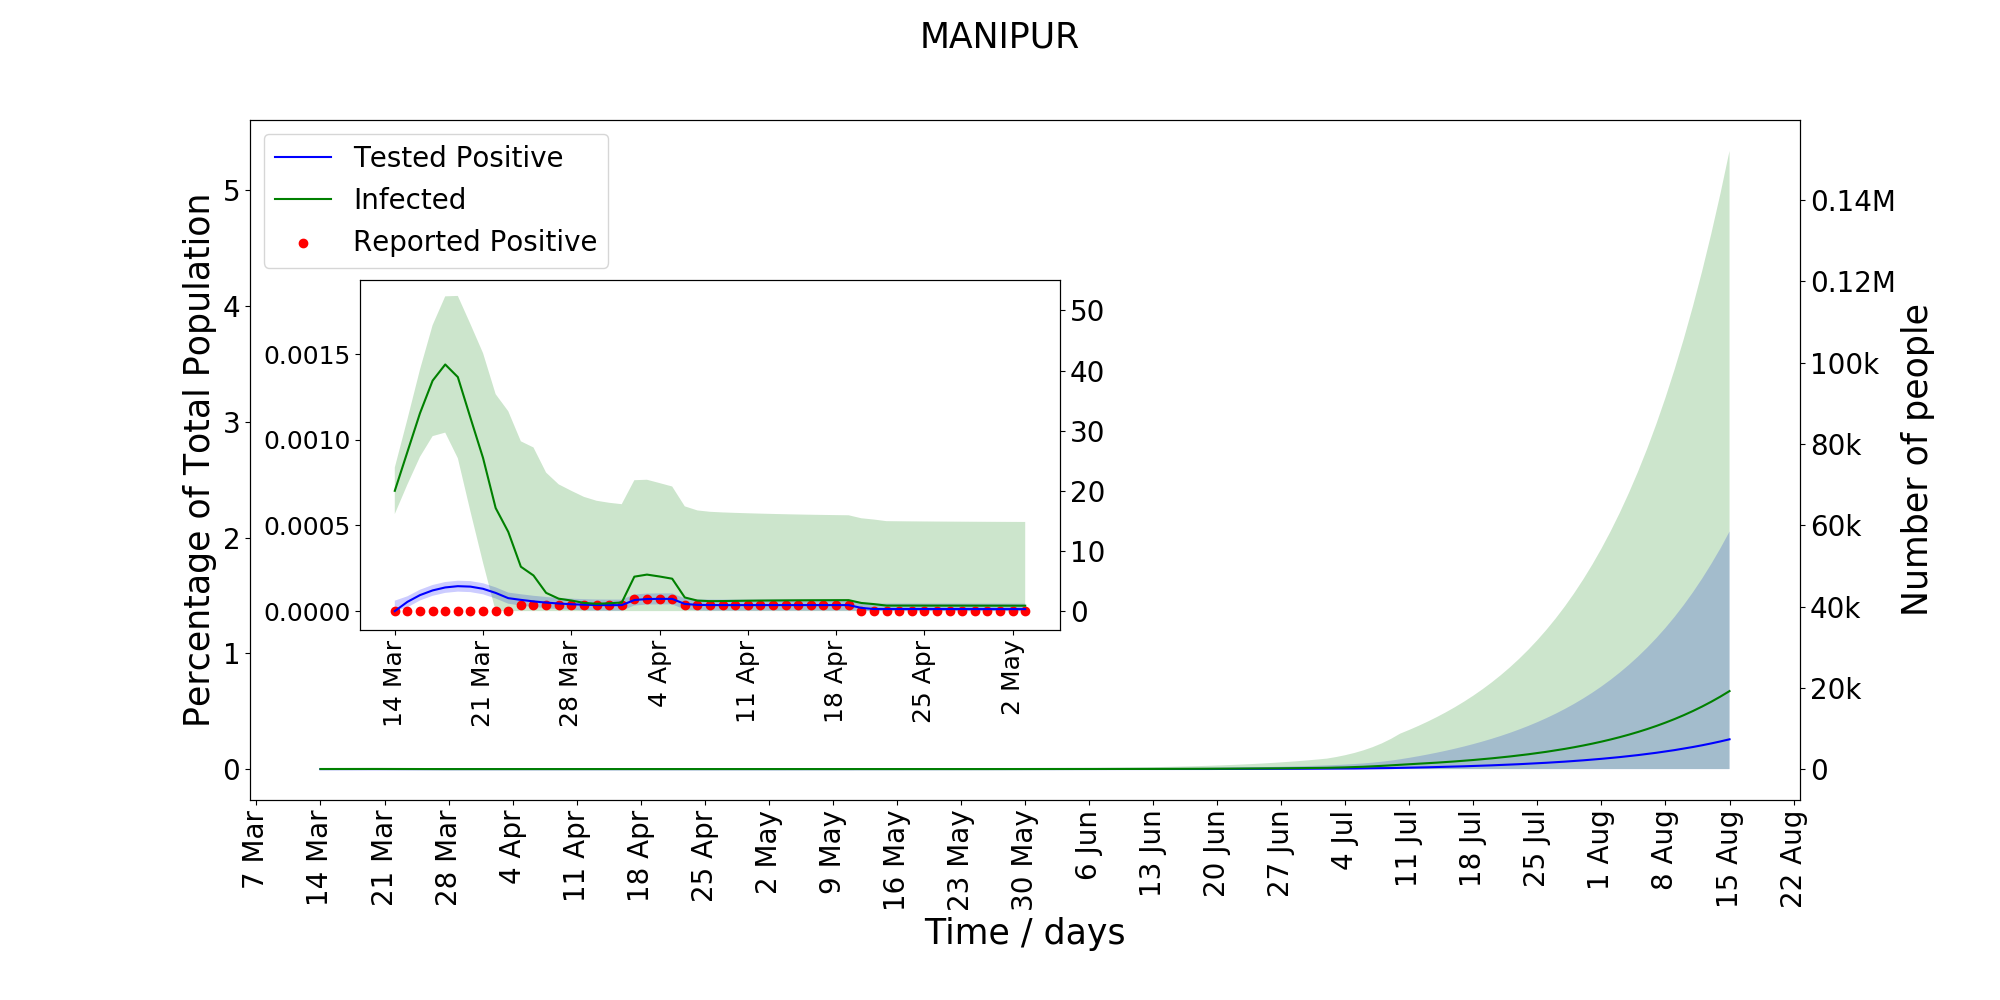 MANIPUR
Tested Positive
Infected
Reported Positive
Percentage of Total Population
5
4
3
2
1
0
0.0015
0.0010
0.0005
0.0000
50
40
30
20
10
0
14 Mar
21 Mar
28 Mar
4 Apr
11 Apr
18 Apr
25 Apr
2 May
0.14M
0.12M
100k
80k
60k
40k
20k
0
Number of people
7 Mar
14 Mar
21 Mar
28 Mar
4 Apr
11 Apr
18 Apr
25 Apr
2 May
9 May
16 May
23 May
30 May
6 Jun
13 Jun
20 Jun
27 Jun
4 Jul
11 Jul
18 Jul
25 Jul
1 Aug
8 Aug
15 Aug
22 Aug
Time / days